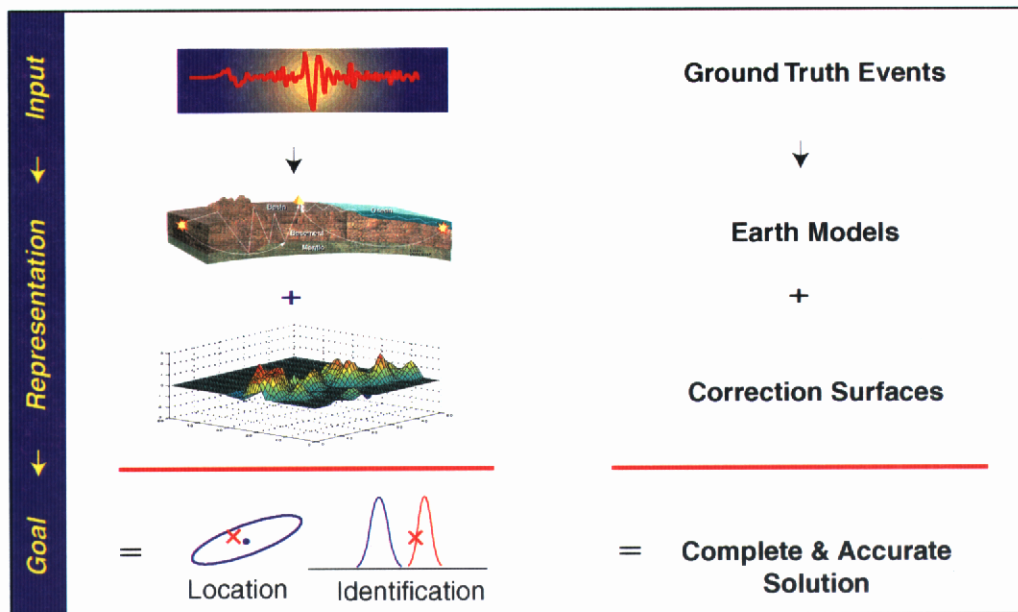 Input
Ground Truth Events
Representation
Earth Models
+
+
Correction Surfaces
Goal
=
Location
Identification
=
Complete & Accurate
Solution